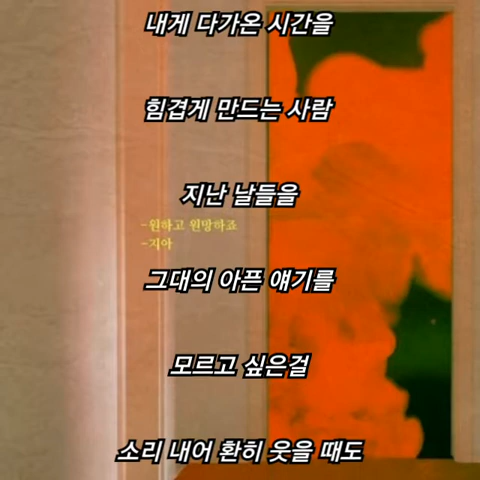 내게 다가온 시간을
힘겹게 만드는 사람
지난 날들을
-원하고 원망하죠
-지아
그대의 아픈 얘기를
모르고 싶은걸
소리 내어 환히 웃을 때도